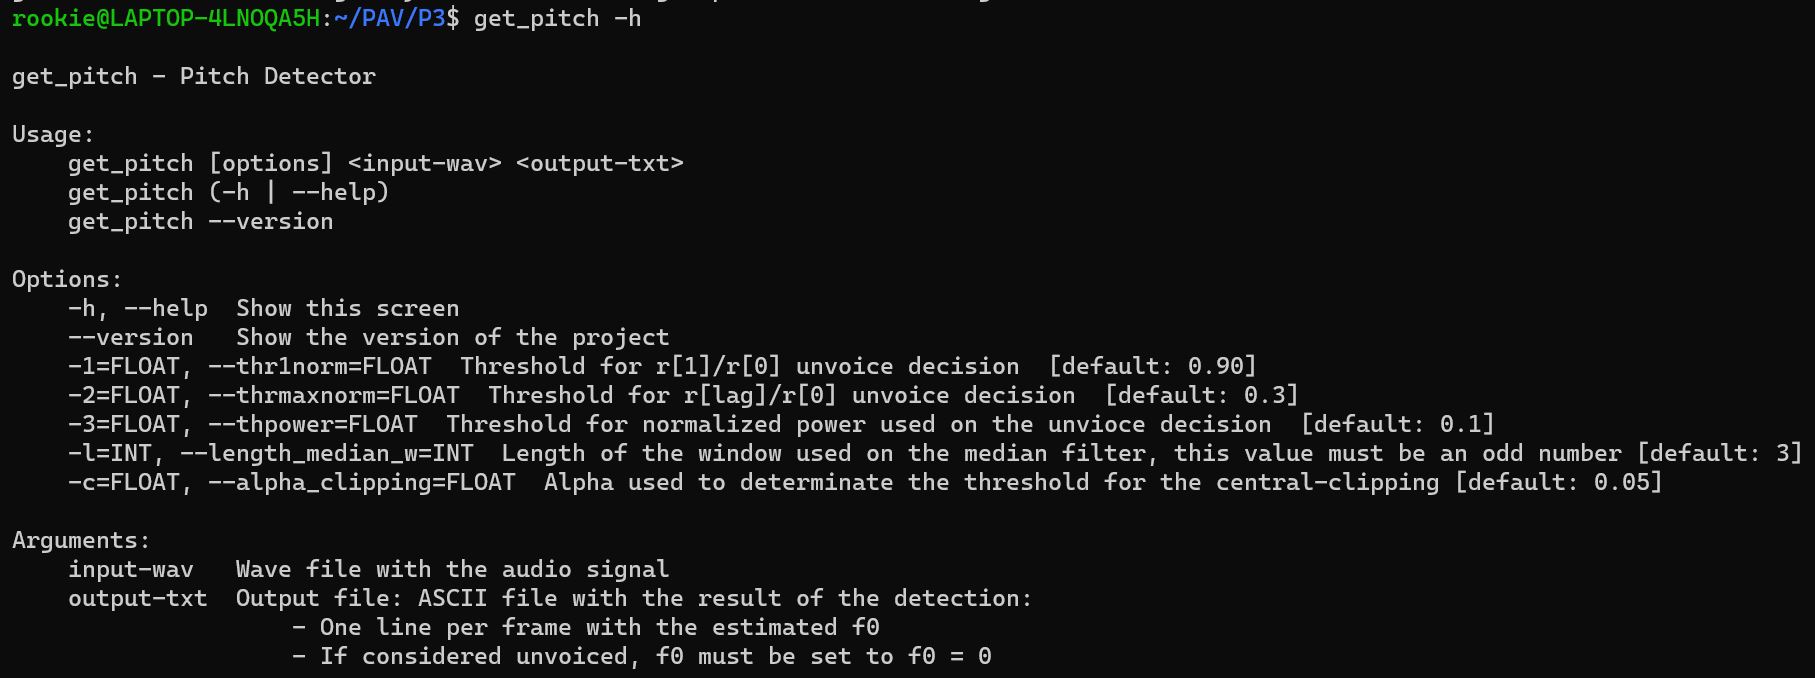 rookie@LAPTOP-4LNOQA5H:~/PAV/P3$ get_pitch -h
get_pitch - Pitch Detector
Usage:
get_pitch [options] <input-wav> <output-txt>
get_pitch (-h | --help)
get_pitch --version
Options:
-h, --help  Show this screen
--version   Show the version of the project
-1=FLOAT, --thr1norm=FLOAT  Threshold for r[1]/r[0] unvoice decision  [default: 0.90]
-2=FLOAT, --thrmaxnorm=FLOAT  Threshold for r[lag]/r[0] unvoice decision  [default: 0.3]
-3=FLOAT, --thpower=FLOAT  Threshold for normalized power used on the unvioce decision  [default: 0.1]
-l=INT, --length_median_w=INT  Length of the window used on the median filter, this value must be an odd number [default: 3]
-c=FLOAT, --alpha_clipping=FLOAT  Alpha used to determinate the threshold for the central-clipping [default: 0.05]
Arguments:
input-wav   Wave file with the audio signal
output-txt  Output file: ASCII file with the result of the detection:
- One line per frame with the estimated f0
- If considered unvoiced, f0 must be set to f0 = 0